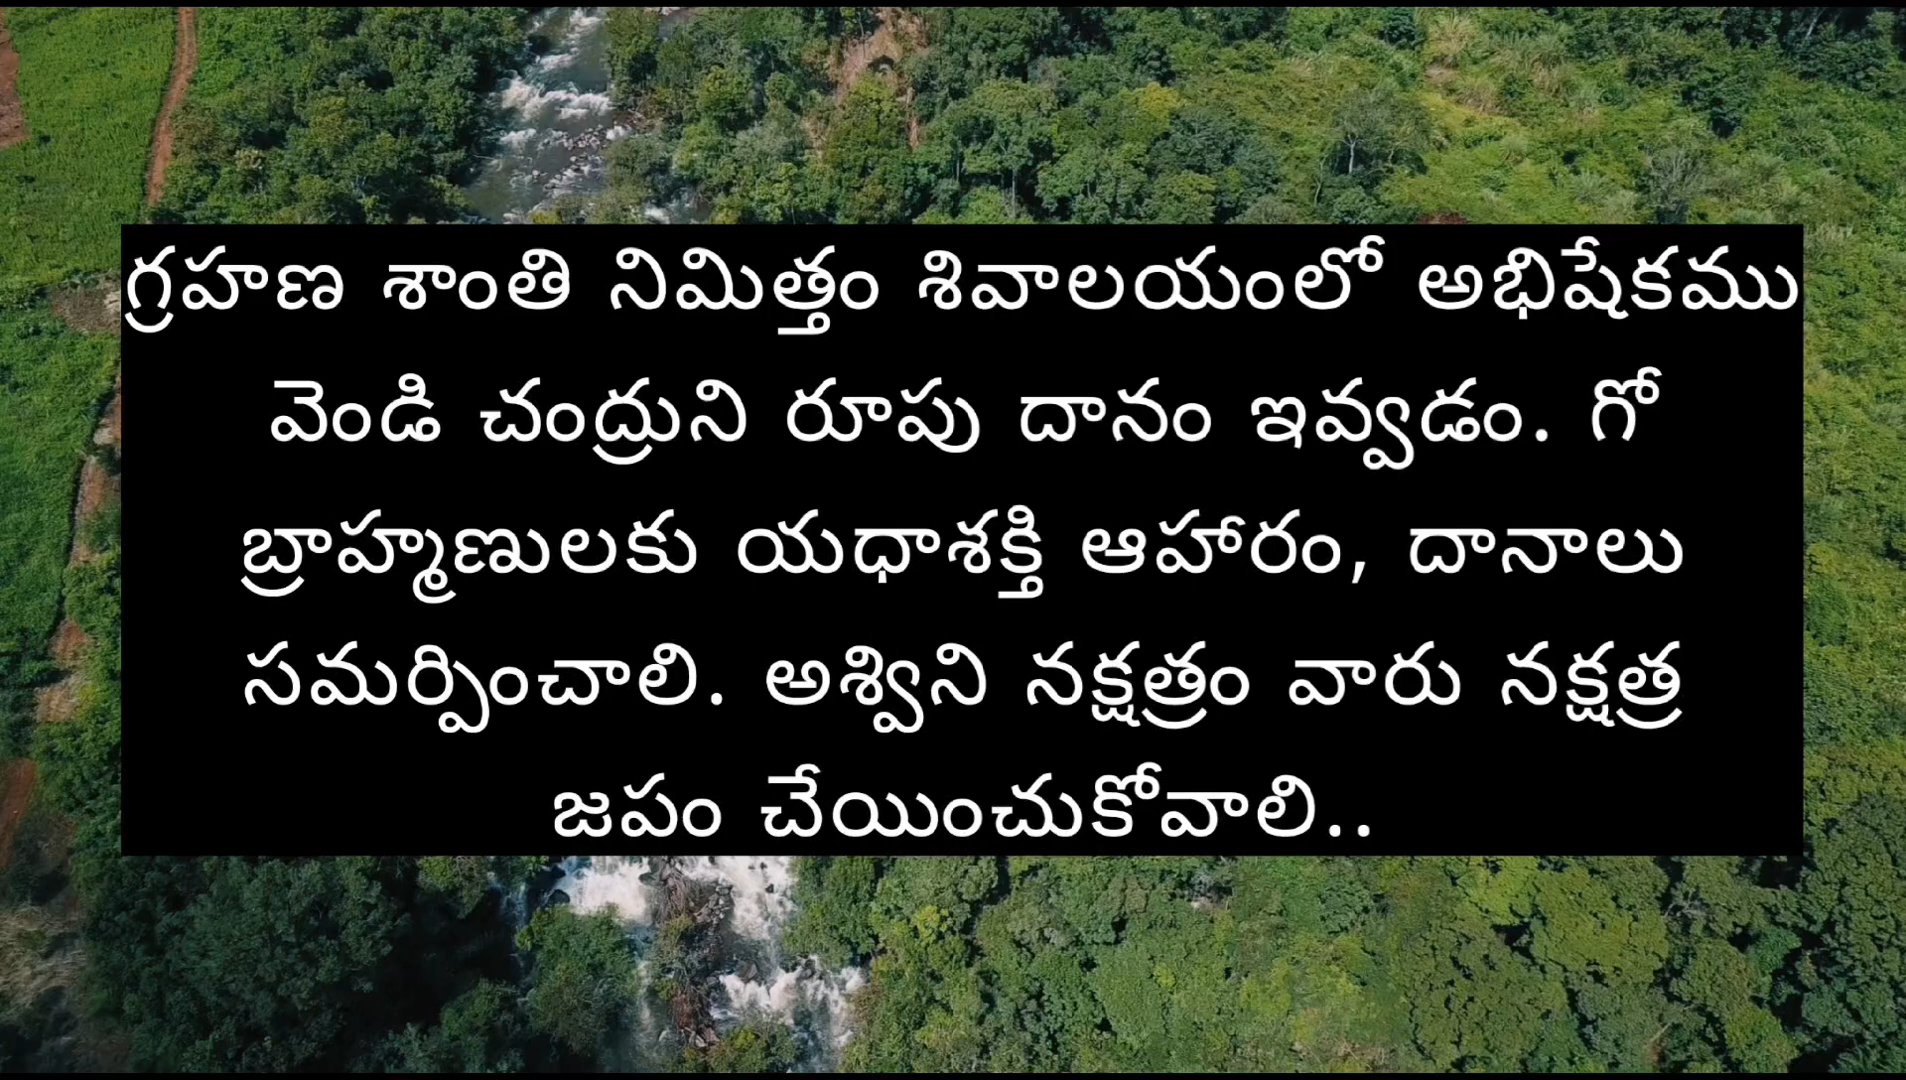 గ్రహణ శాంతి నిమిత్తం శివాలయంలో అభిషేకము
వెండి చంద్రుని రూపు దానం ఇవ్వడం. గో
బ్రాహ్మణులకు యధాశక్తి ఆహారం, దానాలు
సమర్పించాలి. అశ్విని నక్షత్రం వారు నక్షత్ర
జపం చేయించుకోవాలి..